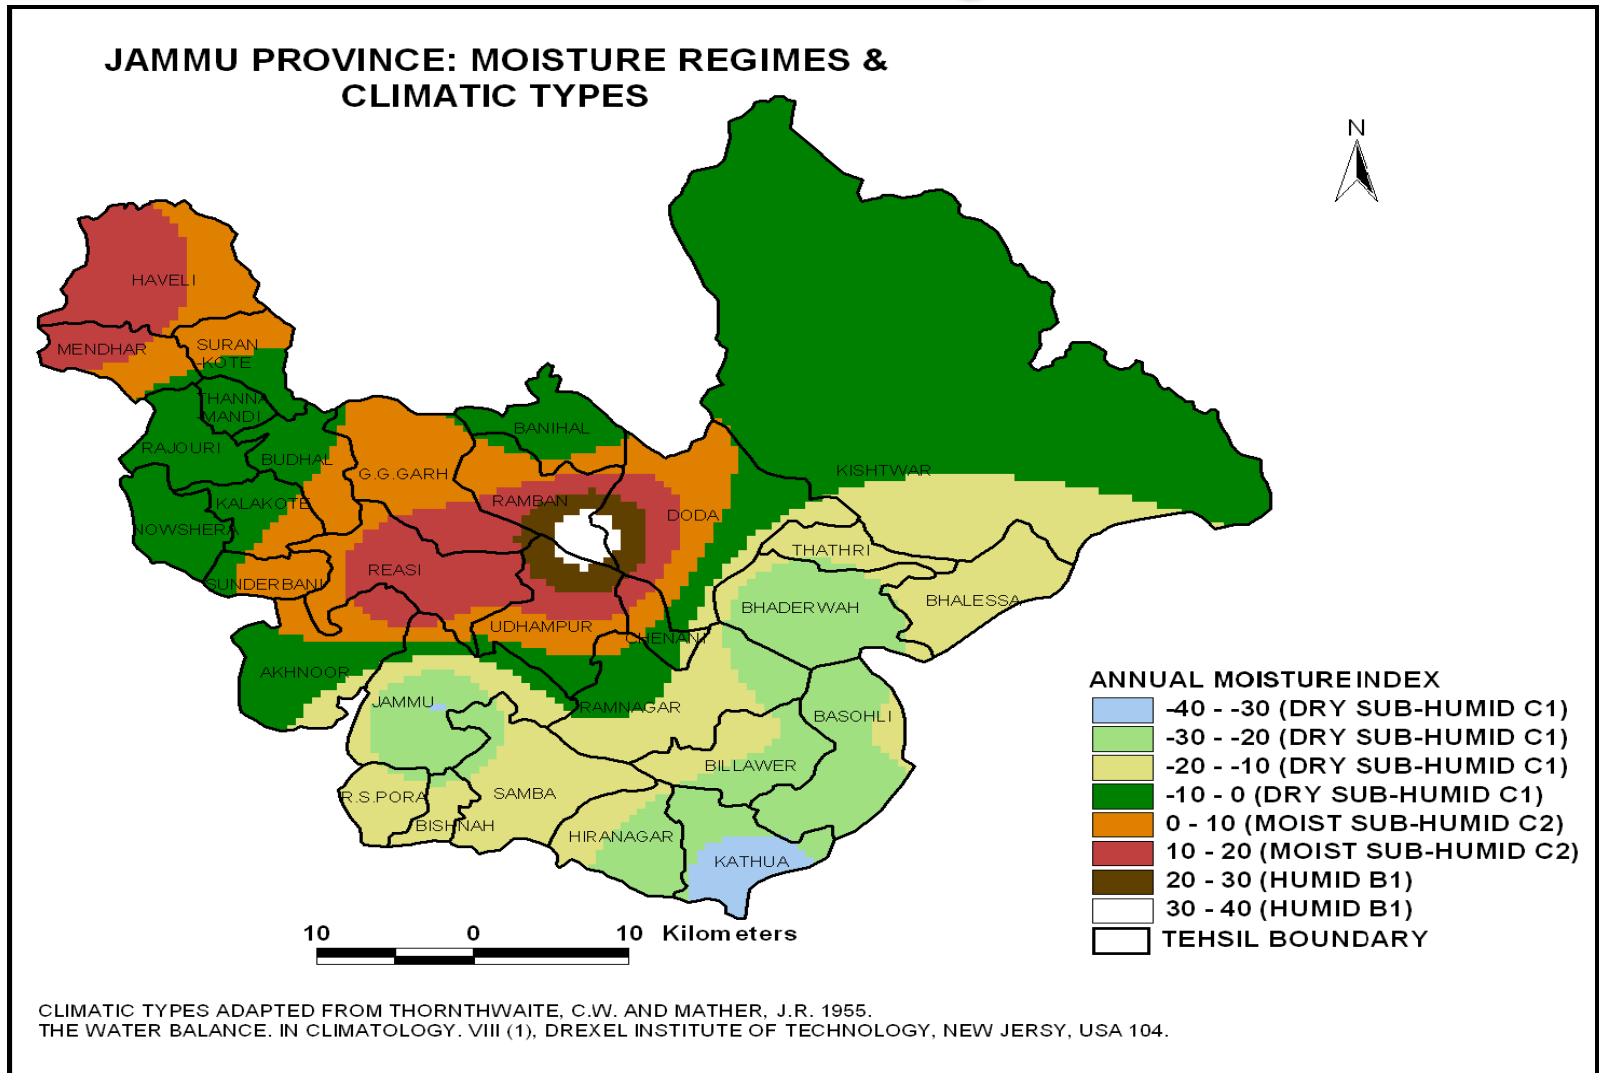 JAMMU PROVINCE: MOISTURE REGIMES &
CLIMATIC TYPES
N
HAVELI
MENDHAR
SURAN
-KOTE
THANNA
MANDI
RAJOURI
BUDHAL
BANIHAL
G.G.GARH
KISHTWAR
KALAKOTE
RAMBAN
DODA
NOWSHERA
THATHRI
REASI
SUNDERBANI
BHADERWAH
BHALESSA
UDHAMPUR
CHENANI
AKHNOOR
JAMMU
RAMNAGAR
BASOHLI
BILLAWER
R.S.PORA
SAMBA
BISHNAH
HIRANAGAR
KATHUA
ANNUAL MOISTURE INDEX
-40 - -30 (DRY SUB-HUMID C1)
-30 - -20 (DRY SUB-HUMID C1)
-20 - -10 (DRY SUB-HUMID C1)
-10 - 0 (DRY SUB-HUMID C1)
0 - 10 (MOIST SUB-HUMID C2)
10 - 20 (MOIST SUB-HUMID C2)
20 - 30 (HUMID B1)
30 - 40 (HUMID B1)
TEHSIL BOUNDARY
10 0 10 Kilometers
CLIMATIC TYPES ADAPTED FROM THORNTHWAITE, C.W. AND MATHER, J.R. 1955.
THE WATER BALANCE. IN CLIMATOLOGY. VIII (1), DREXEL INSTITUTE OF TECHNOLOGY, NEW JERSY, USA 104.